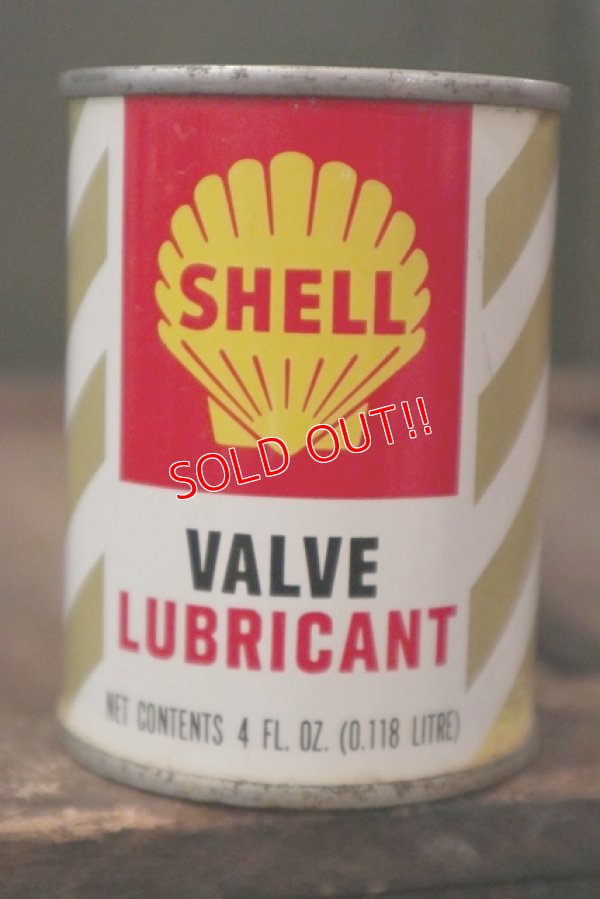 SHELL
SOLD OUT!!
VALVE
LUBRICANT
NET CONTENTS 4 FL. OZ. (0.118 LITRE)